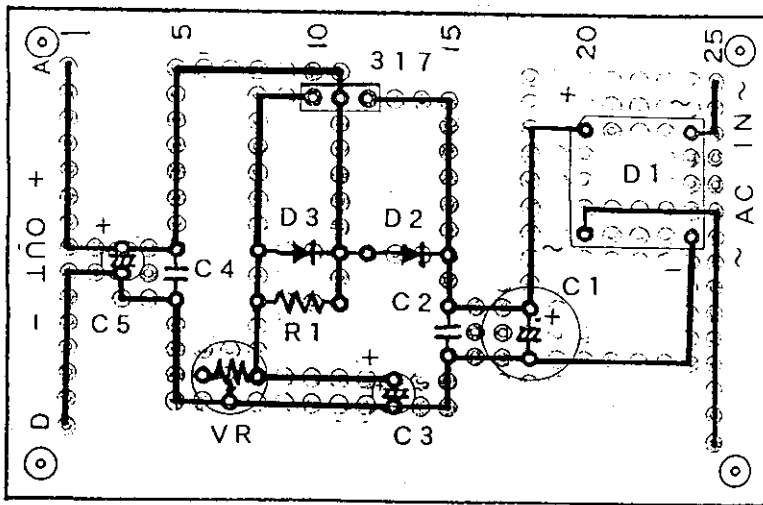 A 1 5 10 15 20 25
317
+ ~
AC IN ~
D1
OUT +
+
D3 D2
~
C4
C2 C1
~ −
−
C5
R1
+
+
D
VR
C3